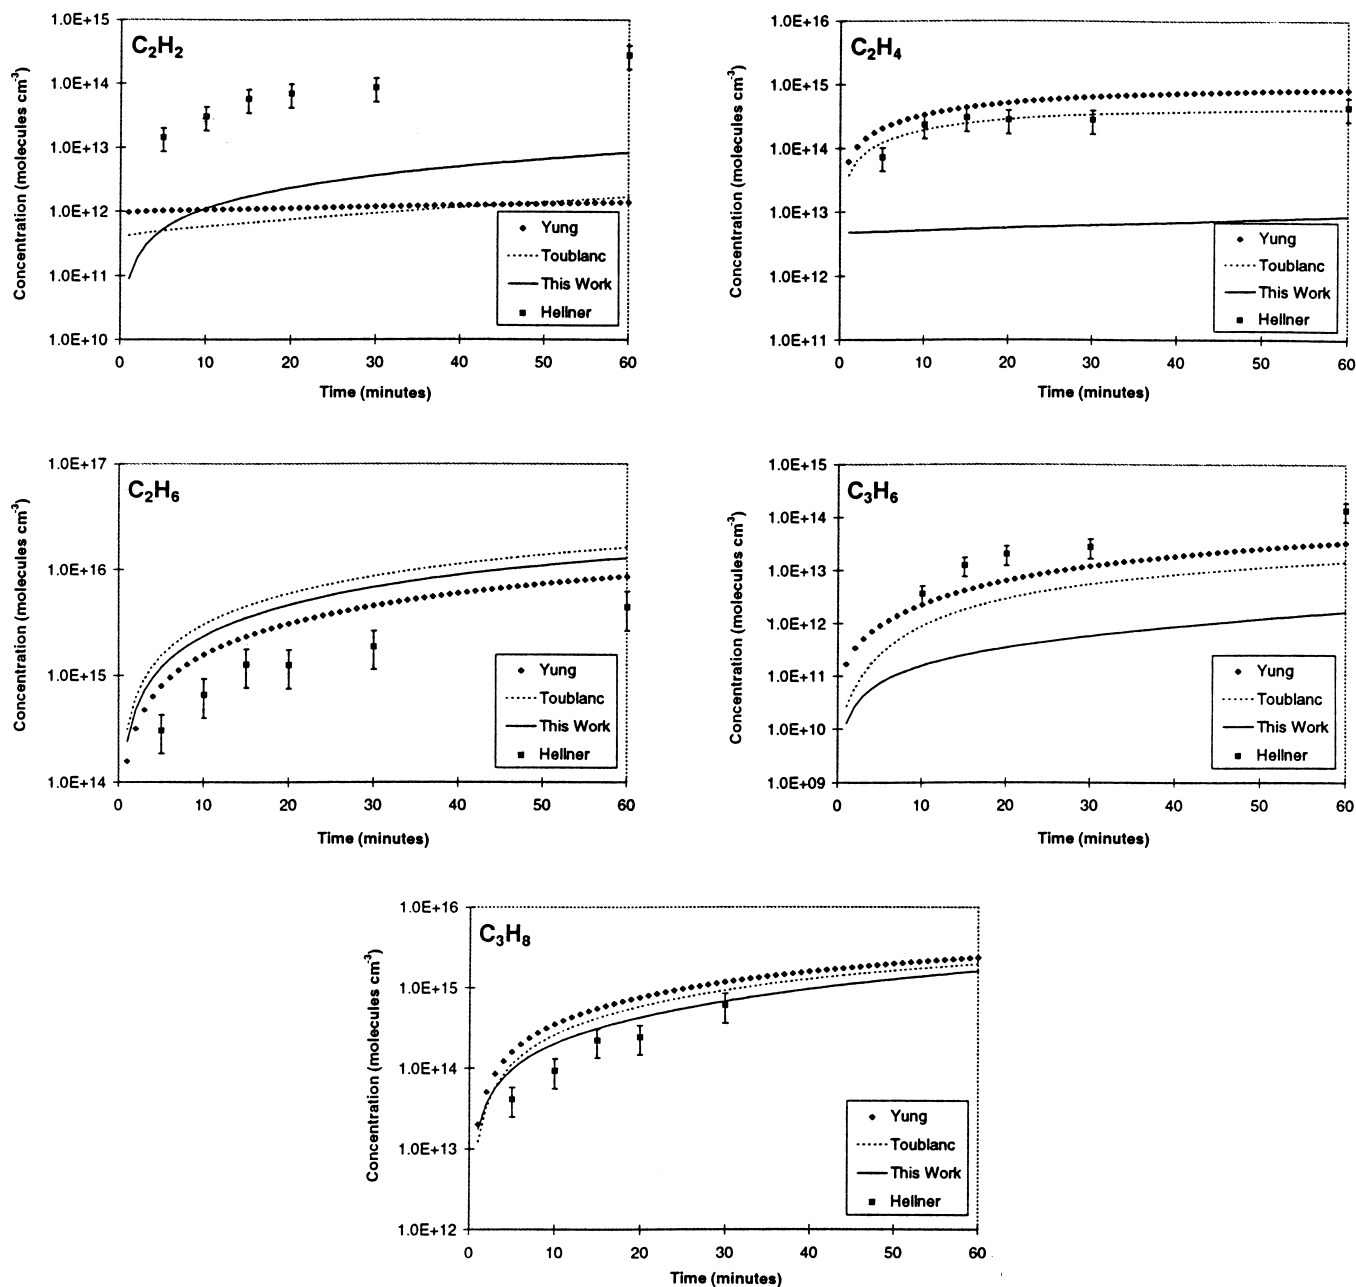 C2H2
Concentration (molecules cm-3)
1.0E+15
1.0E+14
1.0E+13
1.0E+12
1.0E+11
1.0E+10
0 10 20 30 40 50 60
Time (minutes)
Yung
Toublanc
This Work
Hellner
C2H4
Concentration (molecules cm-3)
1.0E+16
1.0E+15
1.0E+14
1.0E+13
1.0E+12
1.0E+11
0 10 20 30 40 50 60
Time (minutes)
Yung
Toublanc
This Work
Hellner
C2H6
Concentration (molecules cm-3)
1.0E+17
1.0E+16
1.0E+15
1.0E+14
0 10 20 30 40 50 60
Time (minutes)
Yung
Toublanc
This Work
Hellner
C3H6
Concentration (molecules cm-3)
1.0E+15
1.0E+14
1.0E+13
1.0E+12
1.0E+11
1.0E+10
1.0E+09
0 10 20 30 40 50 60
Time (minutes)
Yung
Toublanc
This Work
Hellner
C3H8
Concentration (molecules cm-3)
1.0E+16
1.0E+15
1.0E+14
1.0E+13
1.0E+12
0 10 20 30 40 50 60
Time (minutes)
Yung
Toublanc
This Work
Hellner